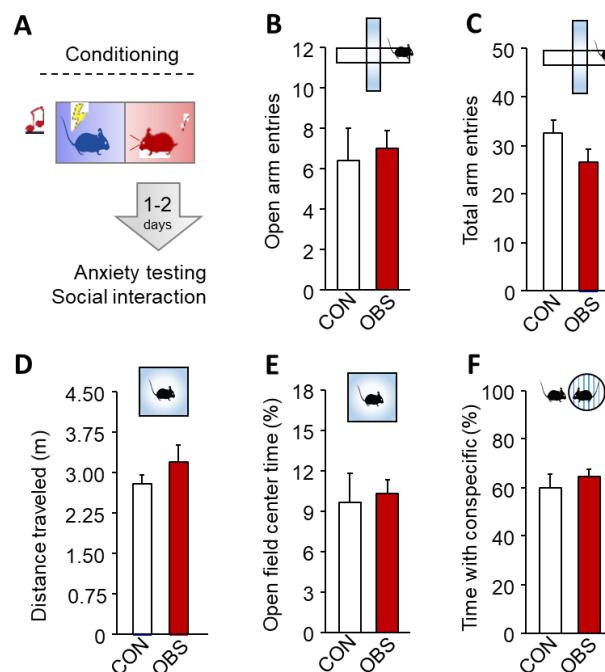 A
Conditioning
1-2
days
Anxiety testing
Social interaction
B
Open arm entries
12
10
8
6
4
2
0
CON
OBS
C
Total arm entries
50
40
30
20
10
0
CON
OBS
D
Distance traveled (m)
4.50
3.75
3.00
2.25
1.50
0.75
0
CON
OBS
E
Open field center time (%)
18
15
12
9
6
3
0
CON
OBS
F
Time with conspecific (%)
100
80
60
40
20
0
CON
OBS